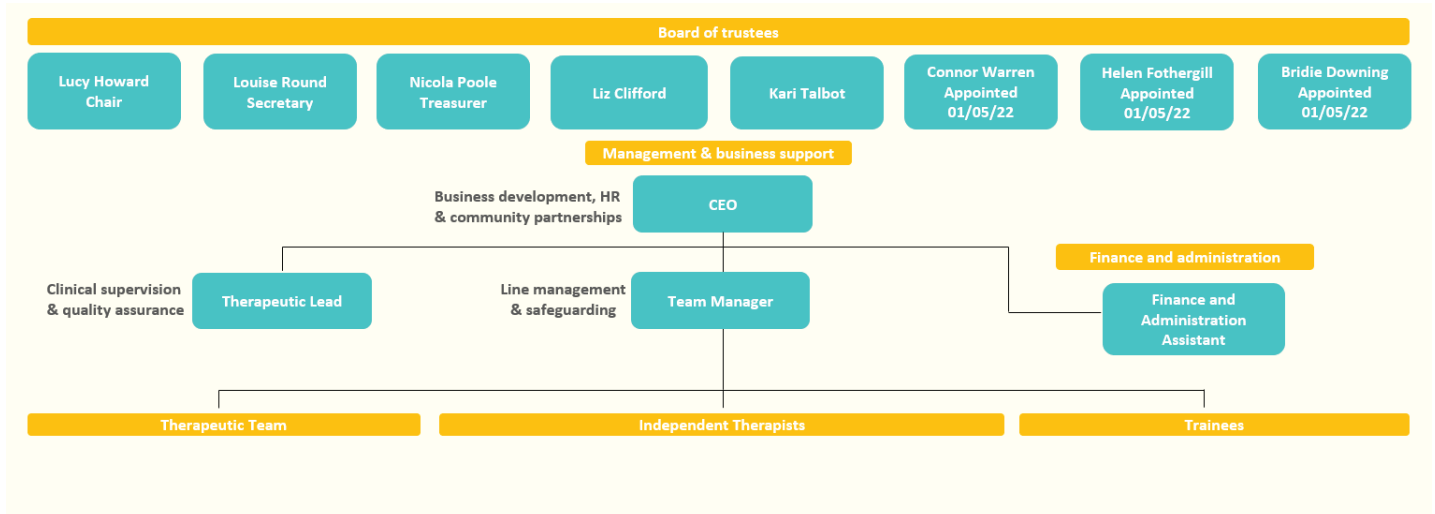 Board of trustees
Lucy Howard
Chair
Louise Round
Secretary
Nicola Poole
Treasurer
Liz Clifford
Kari Talbot
Connor Warren
Appointed
01/05/22
Helen Fothergill
Appointed
01/05/22
Bridie Downing
Appointed
01/05/22
Management & business support
Business development, HR
& community partnerships
CEO
Clinical supervision
& quality assurance
Therapeutic Lead
Line management
& safeguarding
Team Manager
Finance and administration
Finance and
Administration
Assistant
Therapeutic Team
Independent Therapists
Trainees